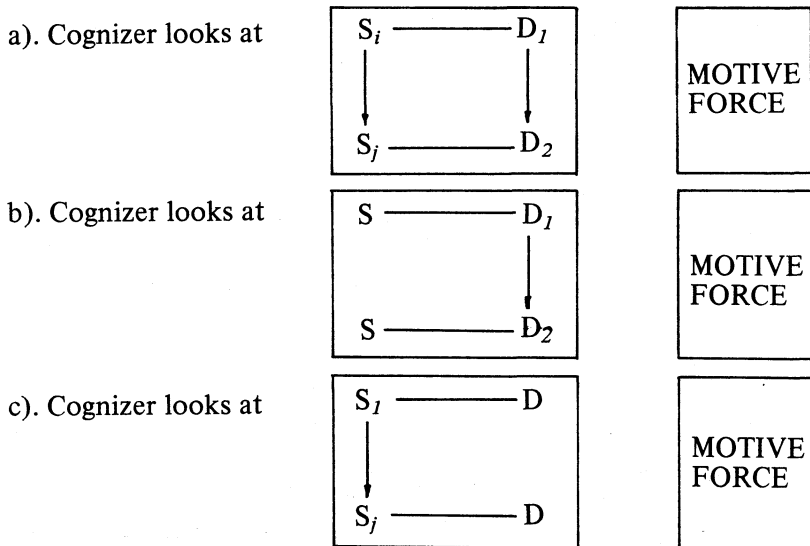 a). Cognizer looks at
Sᵢ D₁
MOTIVE
FORCE
Sⱼ D₂
b). Cognizer looks at
S D₁
MOTIVE
FORCE
S D₂
c). Cognizer looks at
S₁ D
MOTIVE
FORCE
Sⱼ D